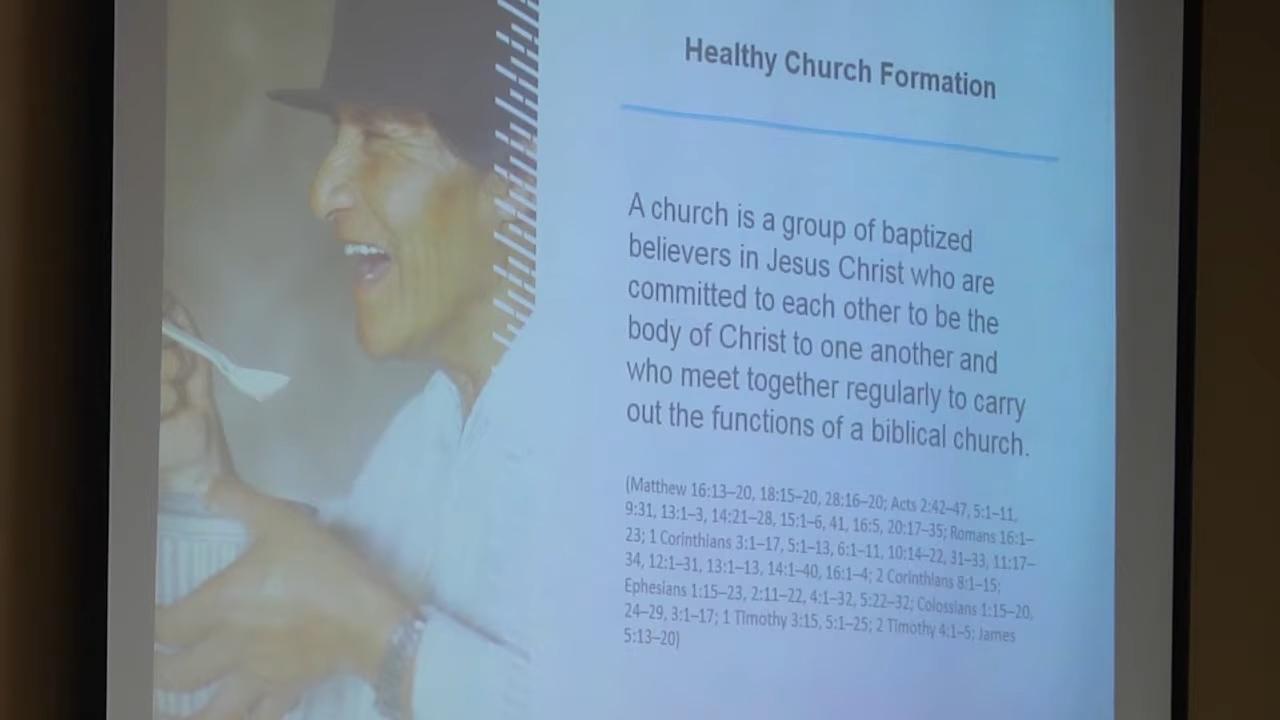 Healthy Church Formation
A church is a group of baptized
believers in Jesus Christ who are
committed to each other to be the
body of Christ to one another and
who meet together regularly to carry
out the functions of a biblical church.
(Matthew 16:13–20, 18:15–20, 28:16–20; Acts 2:42–47, 5:1–11,
9:31, 13:1–3, 14:21–28, 15:1–6, 41, 16:5, 20:17–35; Romans 16:1–
23; 1 Corinthians 3:1–17, 5:1–13, 6:1–11, 10:14–22, 31–33, 11:17–
34, 12:1–31, 13:1–13, 14:1–40, 16:1–4; 2 Corinthians 8:1–15;
Ephesians 1:15–23, 2:11–22, 4:1–32, 5:22–32; Colossians 1:15–20,
24–29, 3:1–17; 1 Timothy 3:15, 5:1–25; 2 Timothy 4:1–5; James
5:13–20)